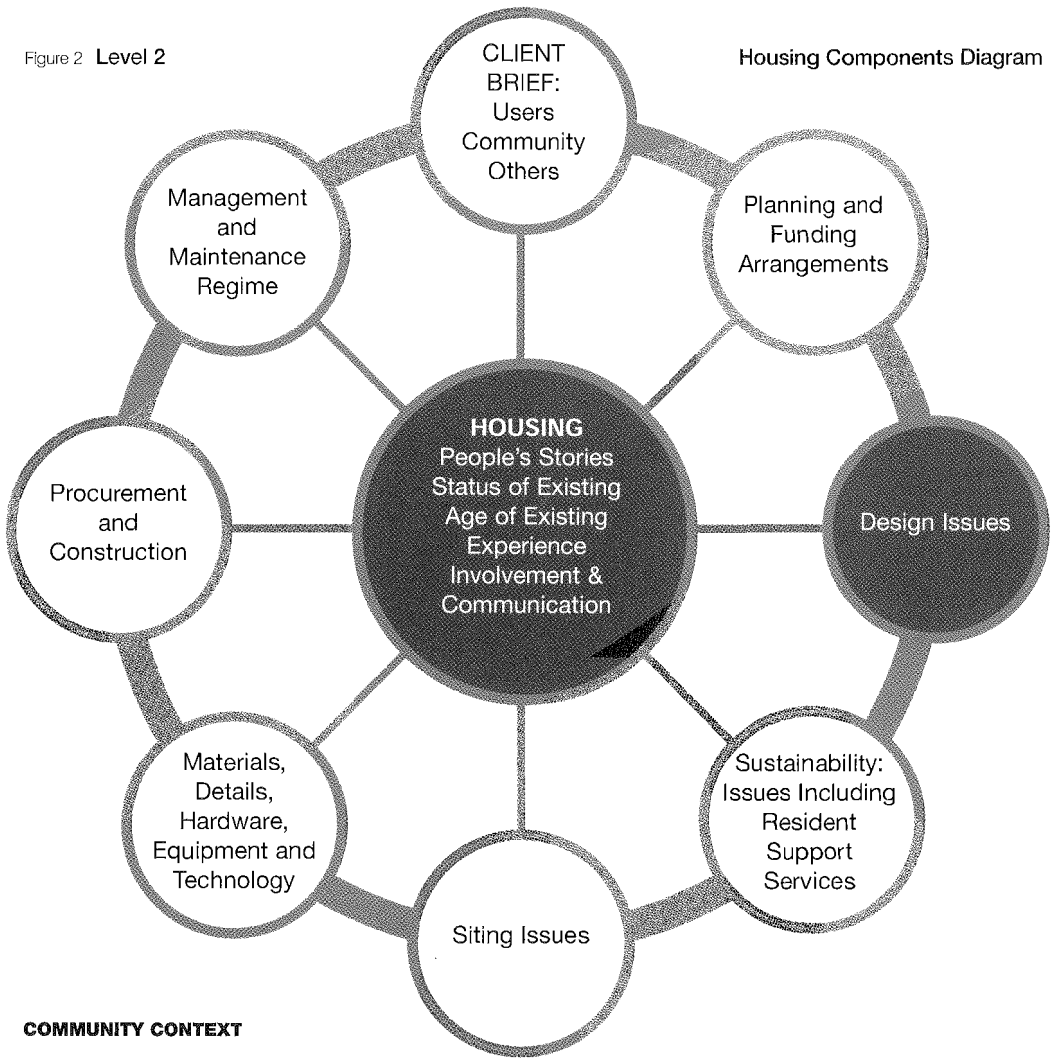 Figure 2 Level 2
Housing Components Diagram
CLIENT
BRIEF:
Users
Community
Others
Planning and
Funding
Arrangements
Design Issues
Sustainability:
Issues Including
Resident
Support
Services
Siting Issues
Materials,
Details,
Hardware,
Equipment and
Technology
Procurement
and
Construction
Management
and
Maintenance
Regime
HOUSING
People's Stories
Status of Existing
Age of Existing
Experience
Involvement &
Communication
COMMUNITY CONTEXT